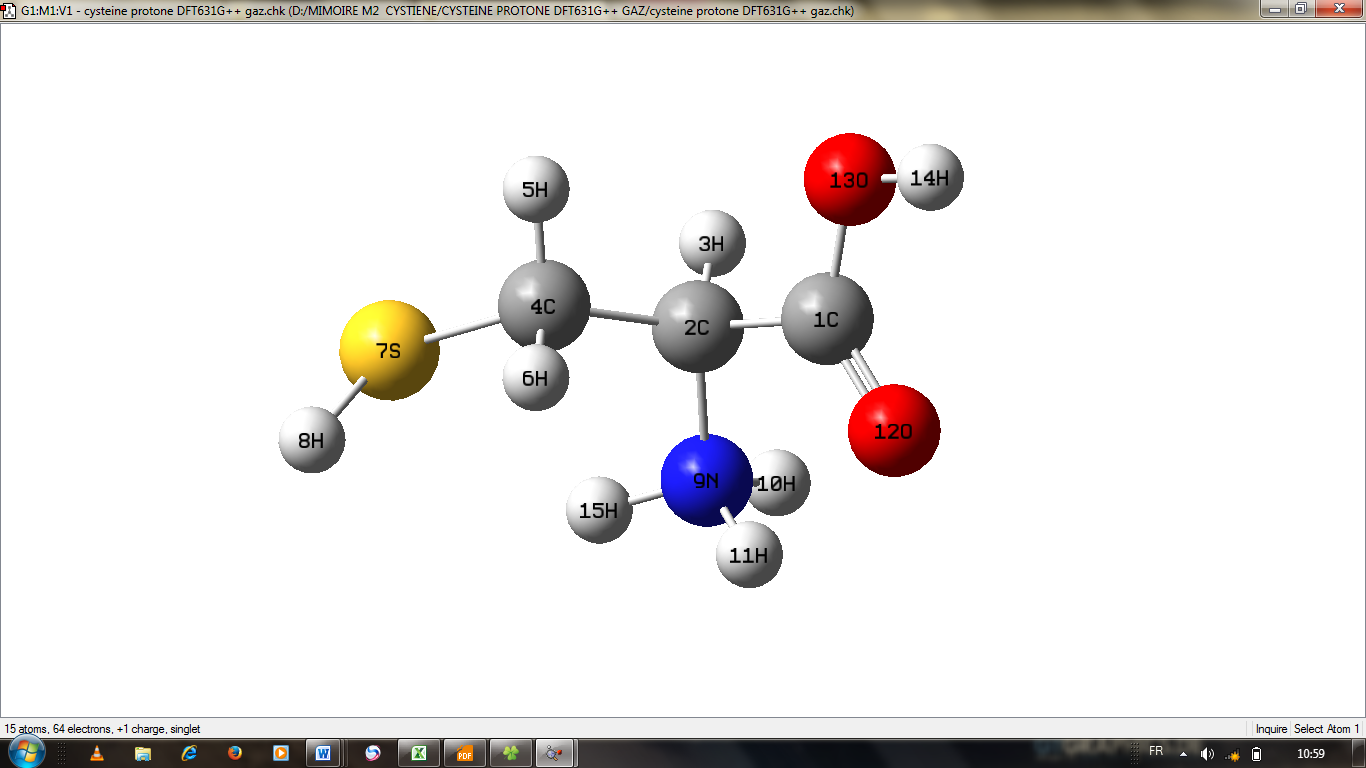 G1:M1:V1 - cysteine protone DFT631G++ gaz.chk (D:/MIMOIRE M2  CYSTIENE/CYSTEINE PROTONE DFT631G++ GAZ/cysteine protone DFT631G++ gaz.chk)
13O
14H
5H
3H
4C
2C
1C
7S
6H
8H
12O
9N
10H
15H
11H
15 atoms, 64 electrons, +1 charge, singlet
Inquire
Select Atom 1
W
X
PDF
FR
10:59